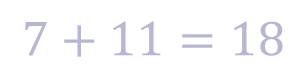 7 + 11 = 18